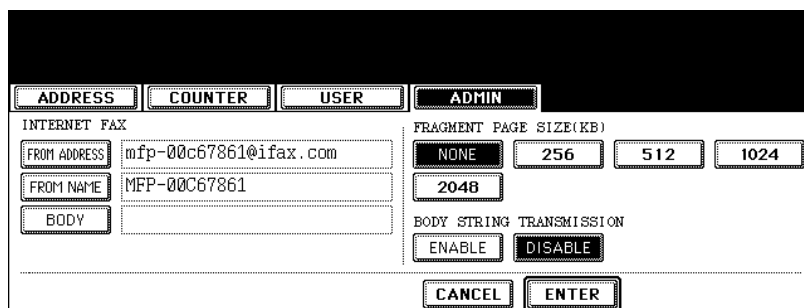 ADDRESS COUNTER USER ADMIN
INTERNET FAX
FROM ADDRESS mfp-00c67861@ifax.com
FROM NAME MFP-00C67861
BODY
FRAGMENT PAGE SIZE(KB)
NONE 256 512 1024
2048
BODY STRING TRANSMISSION
ENABLE DISABLE
CANCEL ENTER